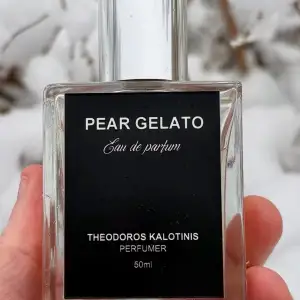 PEAR GELATO
Eau de parfum
THEODOROS KALOTINIS
PERFUMER
50ml